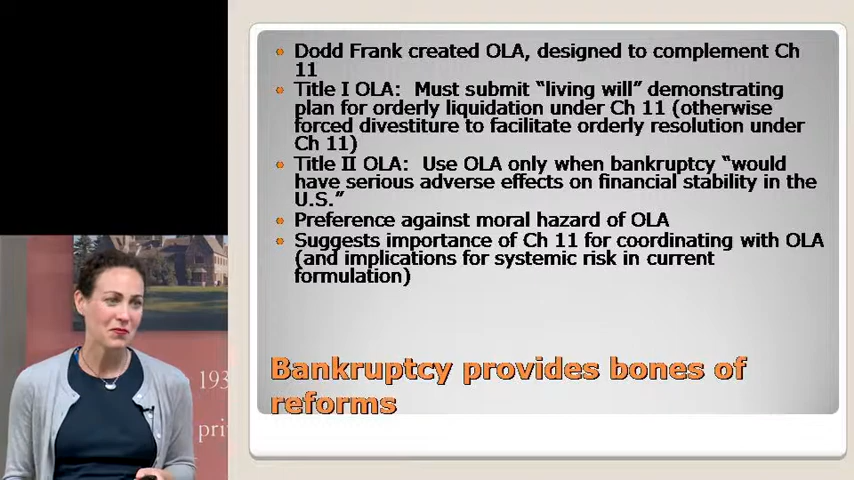 Dodd Frank created OLA, designed to complement Ch
11
Title I OLA: Must submit “living will” demonstrating
plan for orderly liquidation under Ch 11 (otherwise
forced divestiture to facilitate orderly resolution under
Ch 11)
Title II OLA: Use OLA only when bankruptcy “would
have serious adverse effects on financial stability in the
U.S.”
Preference against moral hazard of OLA
Suggests importance of Ch 11 for coordinating with OLA
(and implications for systemic risk in current
formulation)
Bankruptcy provides bones of
reforms
193
pri